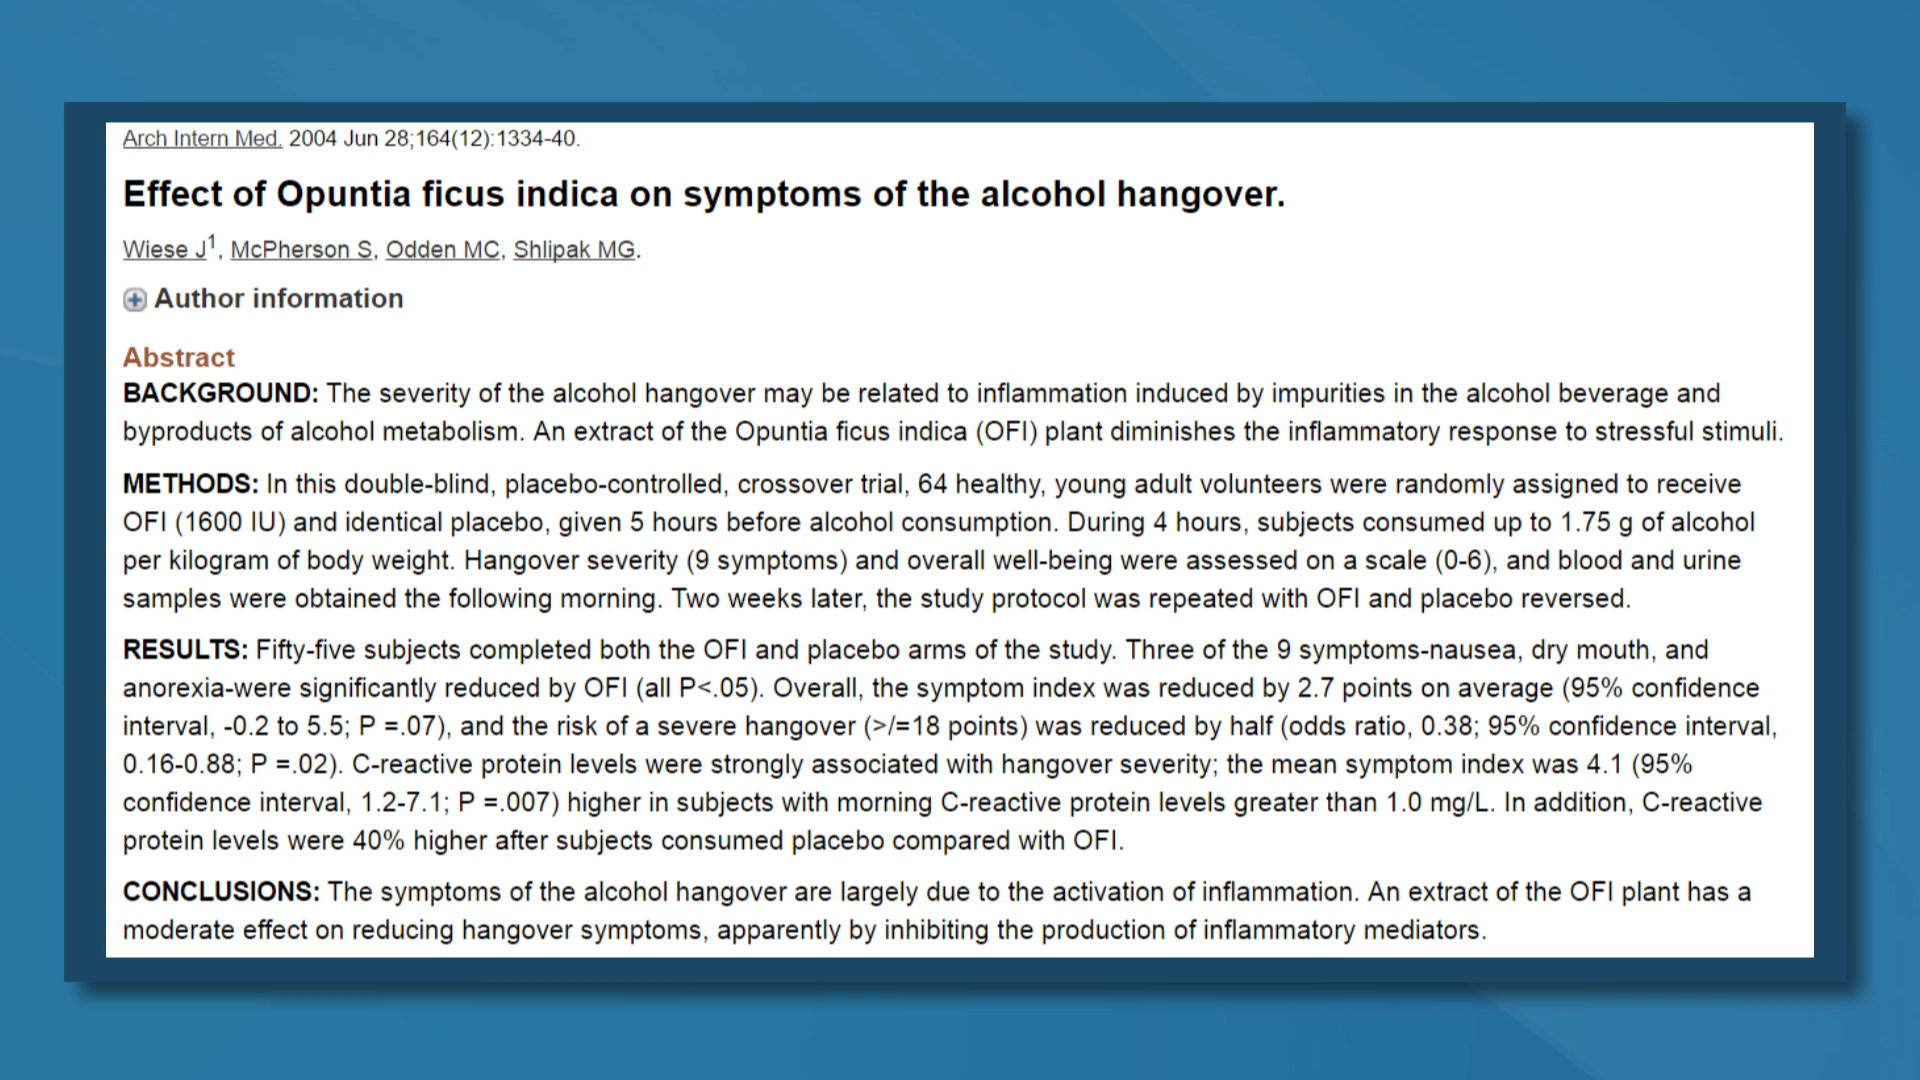 Arch Intern Med. 2004 Jun 28;164(12):1334-40.
Effect of Opuntia ficus indica on symptoms of the alcohol hangover.
Wiese J1, McPherson S, Odden MC, Shlipak MG.
Author information
Abstract
BACKGROUND: The severity of the alcohol hangover may be related to inflammation induced by impurities in the alcohol beverage and
byproducts of alcohol metabolism. An extract of the Opuntia ficus indica (OFI) plant diminishes the inflammatory response to stressful stimuli.
METHODS: In this double-blind, placebo-controlled, crossover trial, 64 healthy, young adult volunteers were randomly assigned to receive
OFI (1600 IU) and identical placebo, given 5 hours before alcohol consumption. During 4 hours, subjects consumed up to 1.75 g of alcohol
per kilogram of body weight. Hangover severity (9 symptoms) and overall well-being were assessed on a scale (0-6), and blood and urine
samples were obtained the following morning. Two weeks later, the study protocol was repeated with OFI and placebo reversed.
RESULTS: Fifty-five subjects completed both the OFI and placebo arms of the study. Three of the 9 symptoms-nausea, dry mouth, and
anorexia-were significantly reduced by OFI (all P<.05). Overall, the symptom index was reduced by 2.7 points on average (95% confidence
interval, -0.2 to 5.5; P =.07), and the risk of a severe hangover (>/=18 points) was reduced by half (odds ratio, 0.38; 95% confidence interval,
0.16-0.88; P =.02). C-reactive protein levels were strongly associated with hangover severity; the mean symptom index was 4.1 (95%
confidence interval, 1.2-7.1; P =.007) higher in subjects with morning C-reactive protein levels greater than 1.0 mg/L. In addition, C-reactive
protein levels were 40% higher after subjects consumed placebo compared with OFI.
CONCLUSIONS: The symptoms of the alcohol hangover are largely due to the activation of inflammation. An extract of the OFI plant has a
moderate effect on reducing hangover symptoms, apparently by inhibiting the production of inflammatory mediators.